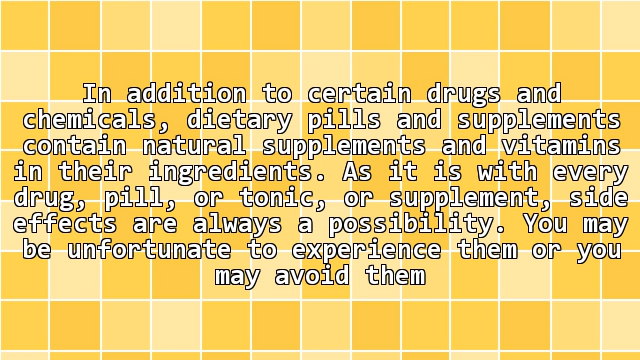 In addition to certain drugs and
chemicals, dietary pills and supplements
contain natural supplements and vitamins
in their ingredients. As it is with every
drug, pill, or tonic, or supplement, side
effects are always a possibility. You may
be unfortunate to experience them or you
may avoid them